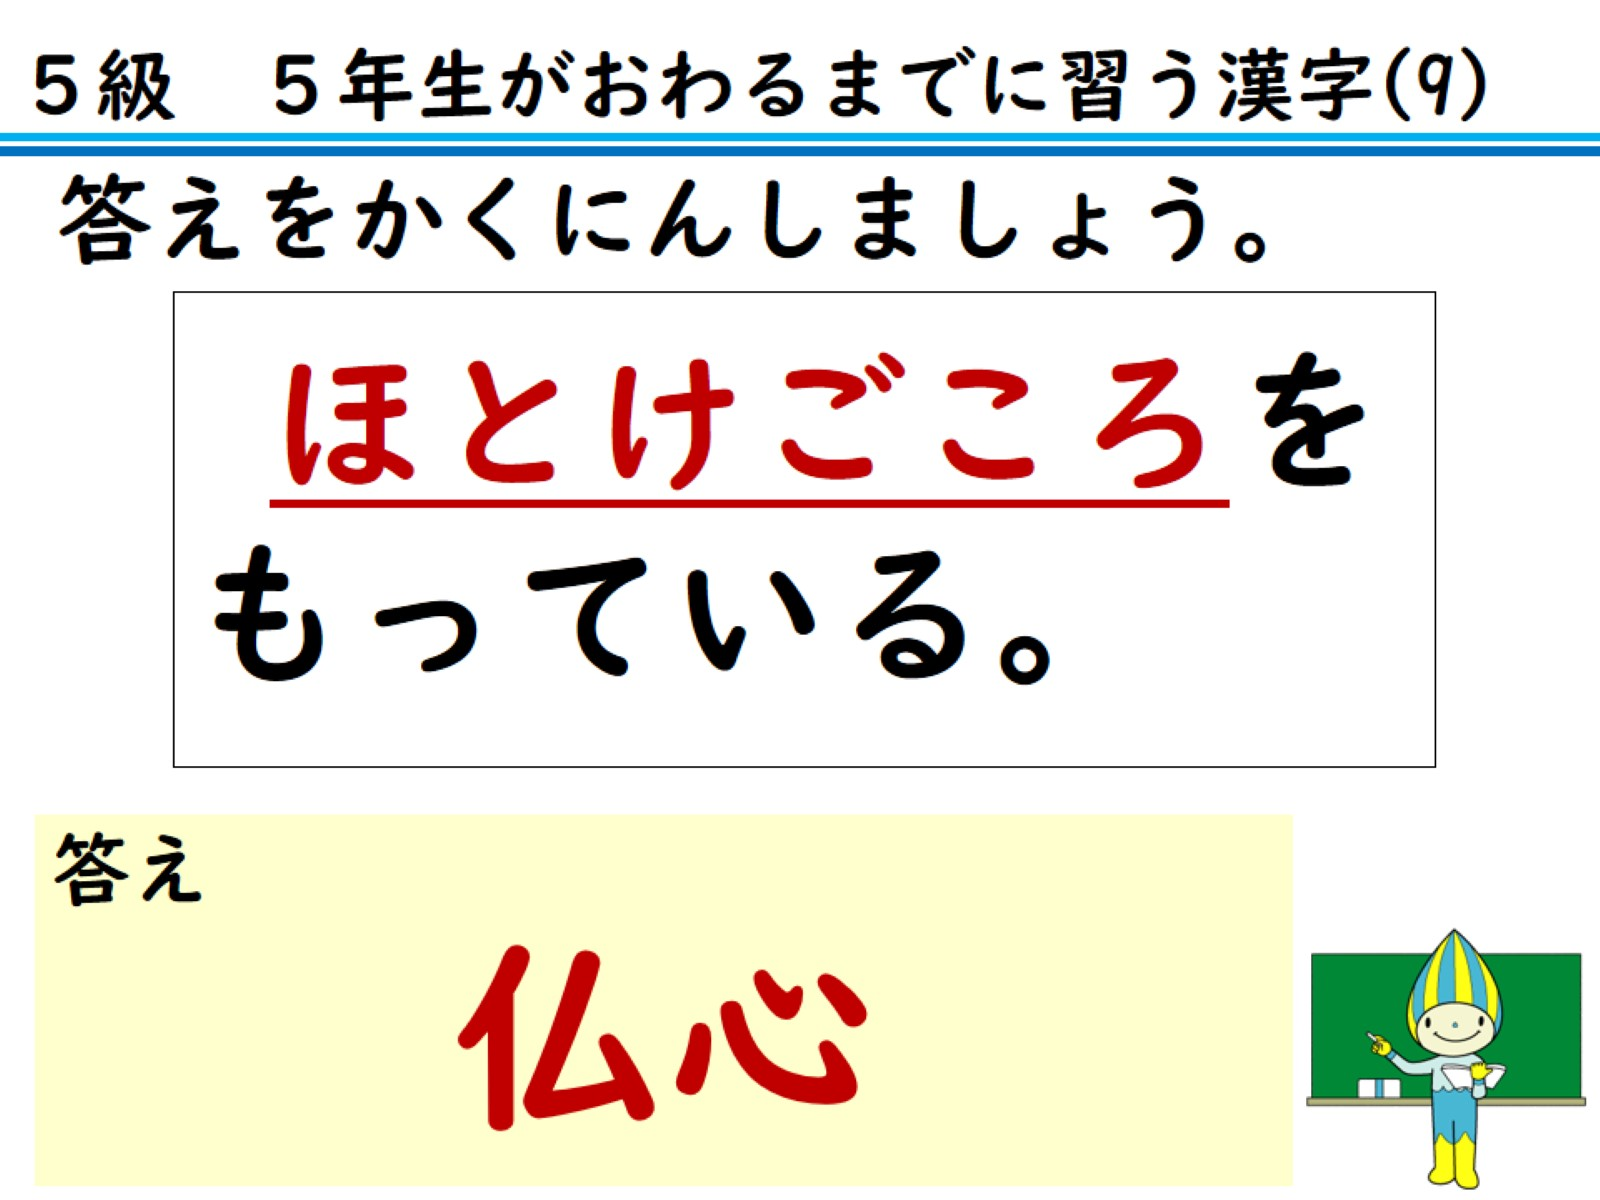 ５級　５年生がおわるまでに習う漢字(9)
答えをかくにんしましょう。
ほとけごころを
もっている。
答え
仏心